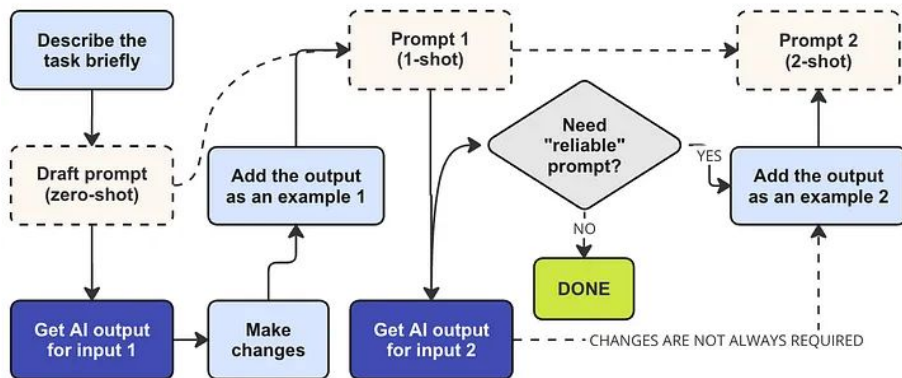 Describe the
task briefly
Draft prompt
(zero-shot)
Get AI output
for input 1
Make
changes
Add the output
as an example 1
Prompt 1
(1-shot)
Get AI output
for input 2
Need
"reliable"
prompt?
NO
DONE
YES
Add the output
as an example 2
CHANGES ARE NOT ALWAYS REQUIRED
Prompt 2
(2-shot)